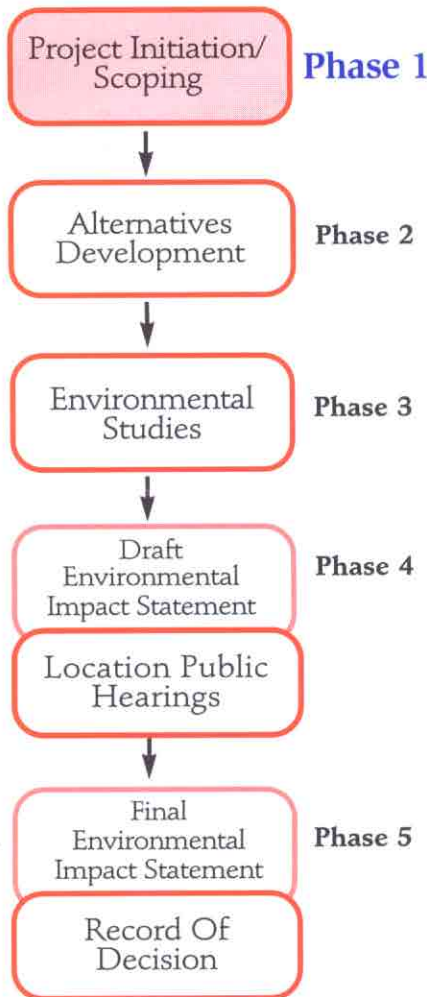 Project Initiation/
Scoping
Phase 1
Alternatives
Development
Phase 2
Environmental
Studies
Phase 3
Draft
Environmental
Impact Statement
Phase 4
Location Public
Hearings
Final
Environmental
Impact Statement
Phase 5
Record Of
Decision